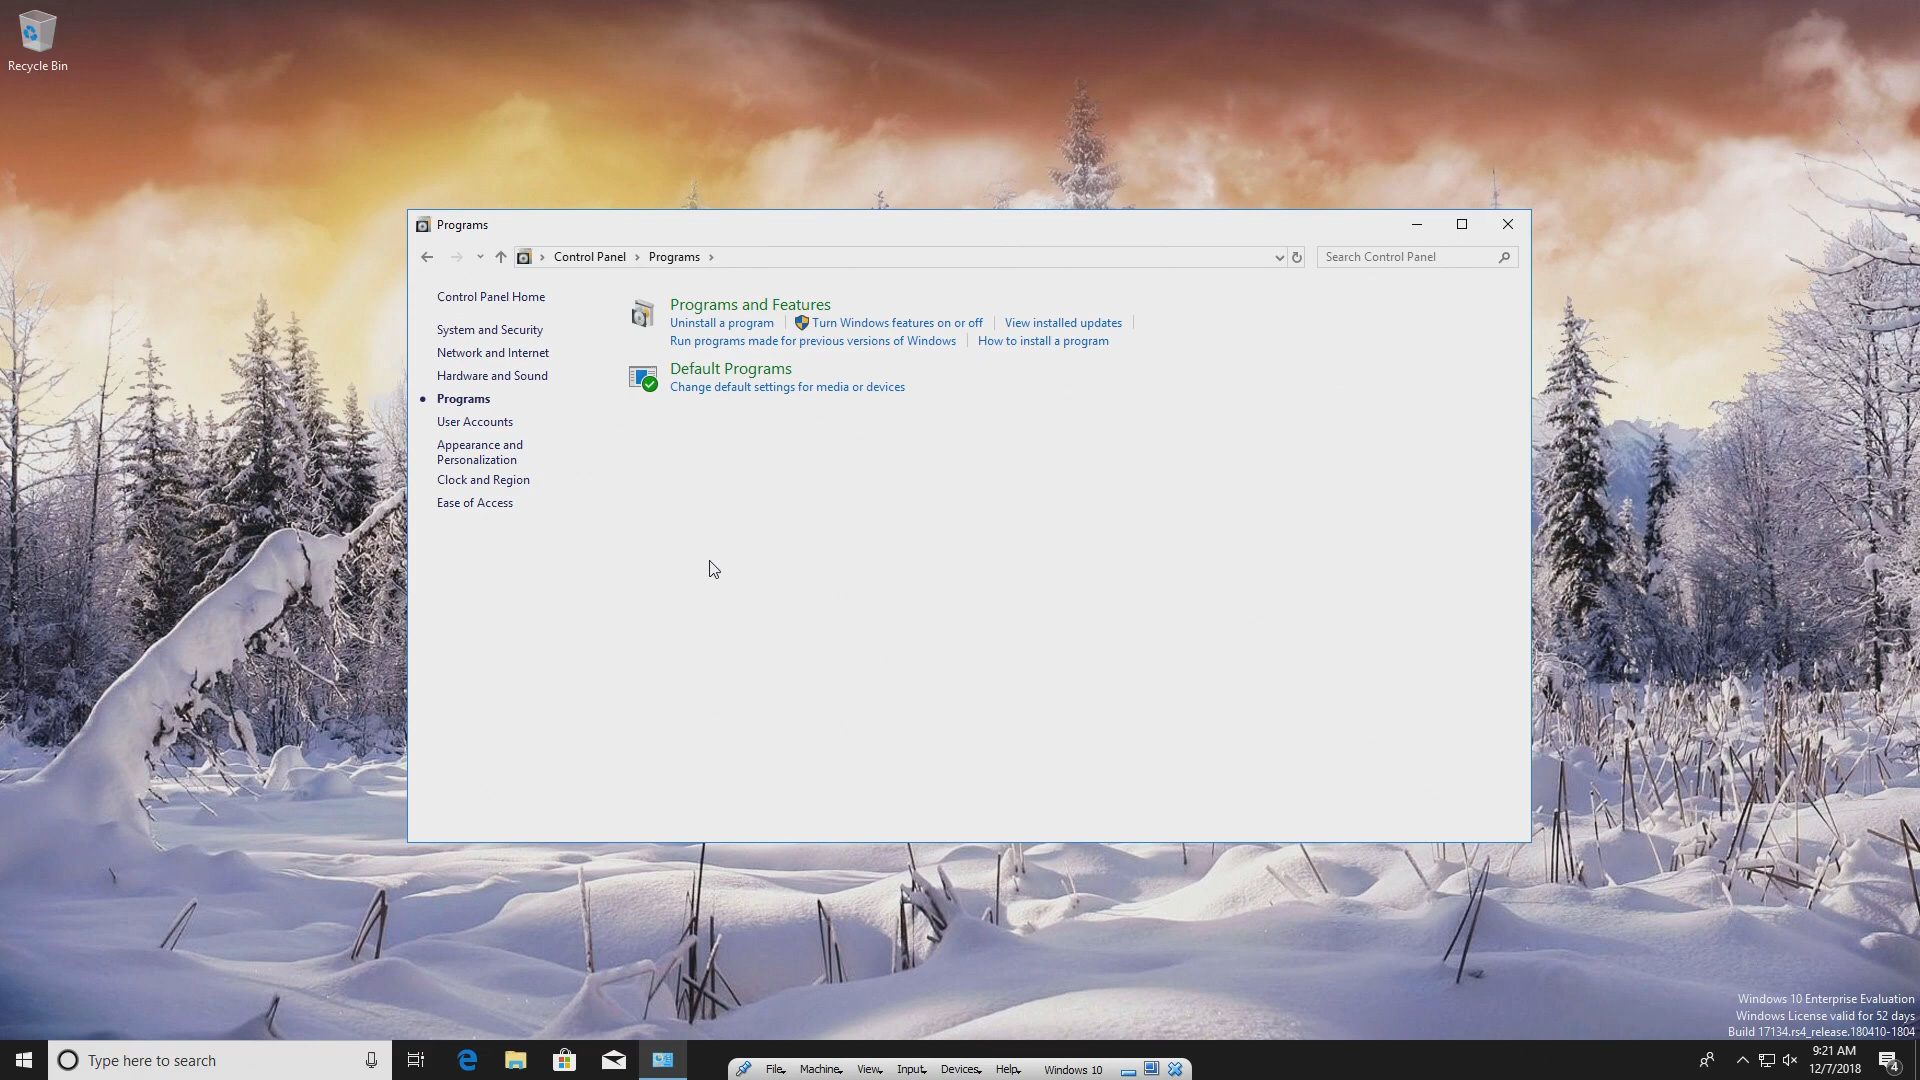 Recycle Bin
Programs
Control Panel Programs
Search Control Panel
Control Panel Home
System and Security
Network and Internet
Hardware and Sound
Programs
User Accounts
Appearance and
Personalization
Clock and Region
Ease of Access
Programs and Features
Uninstall a program Turn Windows features on or off View installed updates
Run programs made for previous versions of Windows How to install a program
Default Programs
Change default settings for media or devices
Windows 10 Enterprise Evaluation
Windows License valid for 52 days
Build 17134.rs4_release.180410-1804
Type here to search
File Machine View Input Devices Help Windows 10
9:21 AM
12/7/2018
4